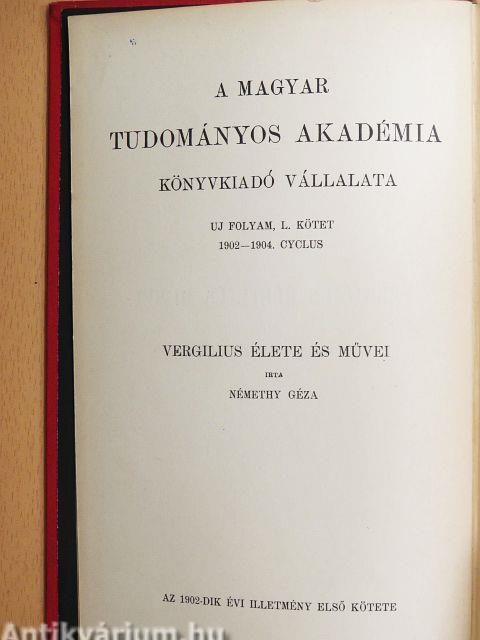 A MAGYAR
TUDOMÁNYOS AKADÉMIA
KÖNYVKIADÓ VÁLLALATA
UJ FOLYAM, L. KÖTET
1902—1904. CYCLUS
VERGILIUS ÉLETE ÉS MŰVEI
IRTA
NÉMETHY GÉZA
AZ 1902-DIK ÉVI ILLETMÉNY ELSŐ KÖTETE
Antikvárium.hu